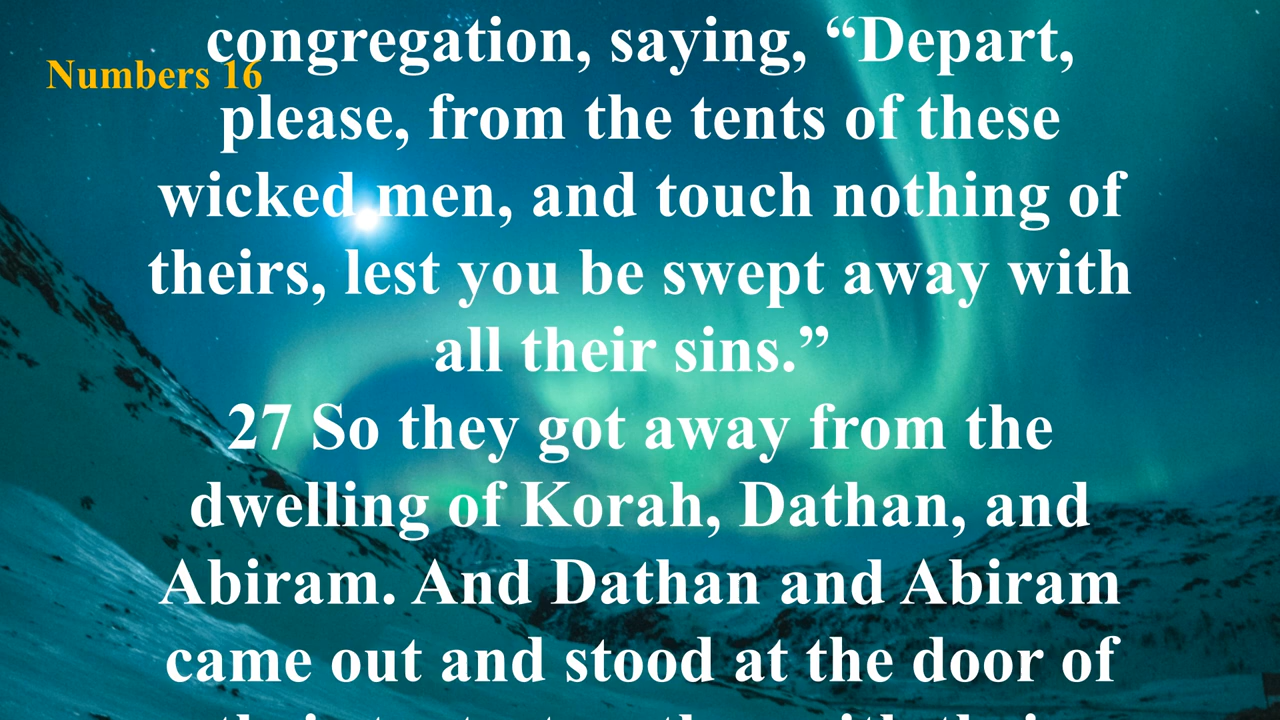 congregation, saying, “Depart,
Numbers 16
please, from the tents of these
wicked men, and touch nothing of
theirs, lest you be swept away with
all their sins.”
27 So they got away from the
dwelling of Korah, Dathan, and
Abiram. And Dathan and Abiram
came out and stood at the door of